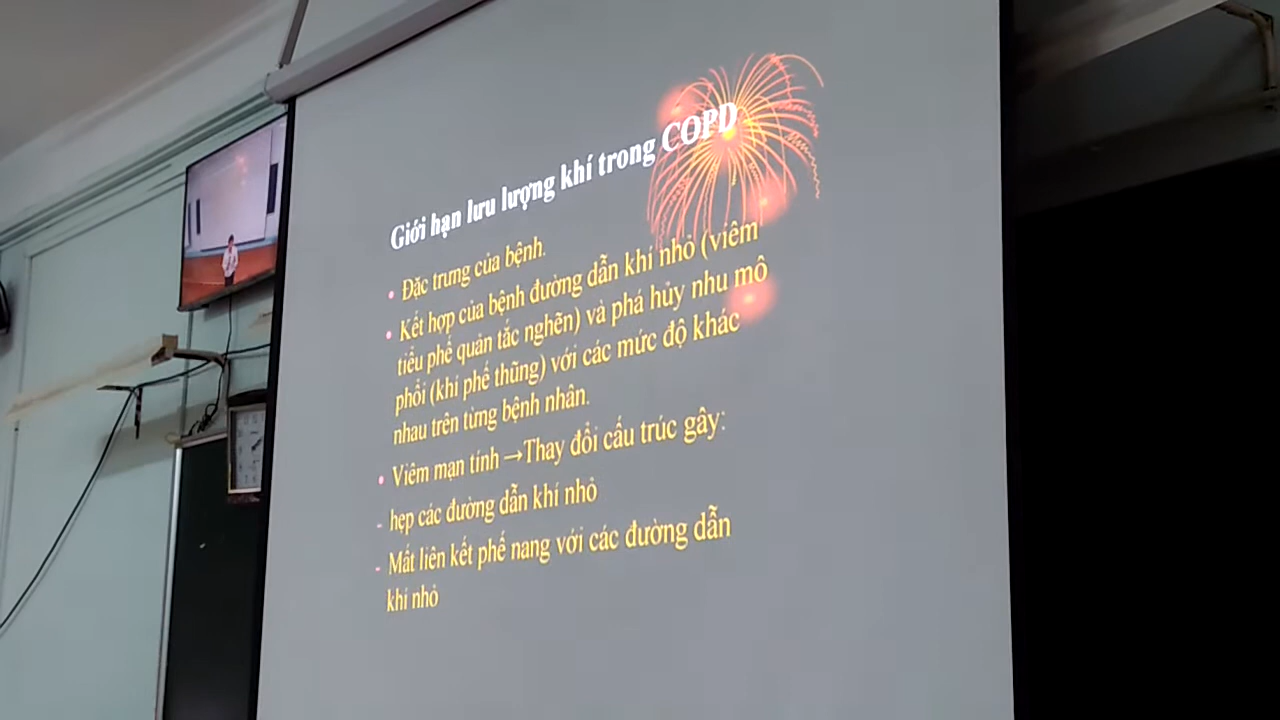 Giới hạn lưu lượng khí trong COPD
• Đặc trưng của bệnh.
• Kết hợp của bệnh đường dẫn khí nhỏ (viêm
tiểu phế quản tắc nghẽn) và phá hủy nhu mô
phổi (khí phế thũng) với các mức độ khác
nhau trên từng bệnh nhân.
• Viêm mạn tính →Thay đổi cấu trúc gây:
- hẹp các đường dẫn khí nhỏ
- Mất liên kết phế nang với các đường dẫn
khí nhỏ